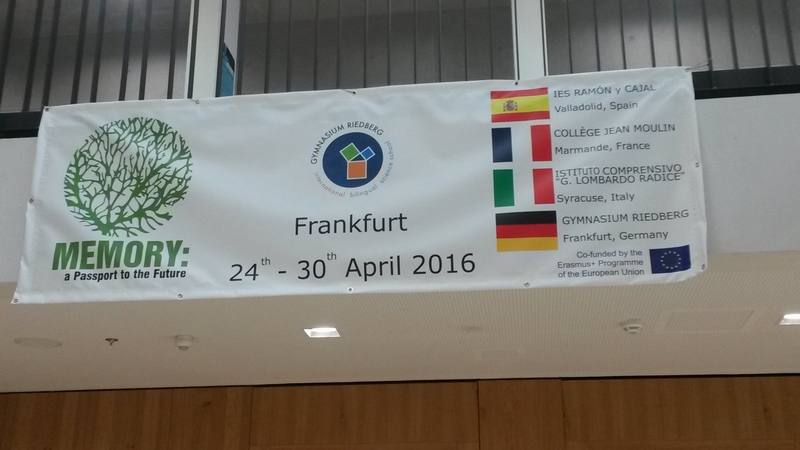 MEMORY:
a Passport to the Future
GYMNASIUM RIEDBERG
international bilingual science school
Frankfurt
24th - 30th April 2016
IES RAMÓN y CAJAL
Valladolid, Spain
COLLÈGE JEAN MOULIN
Marmande, France
ISTITUTO COMPRENSIVO
"G. LOMBARDO RADICE"
Syracuse, Italy
GYMNASIUM RIEDBERG
Frankfurt, Germany
Co-funded by the
Erasmus+ Programme
of the European Union